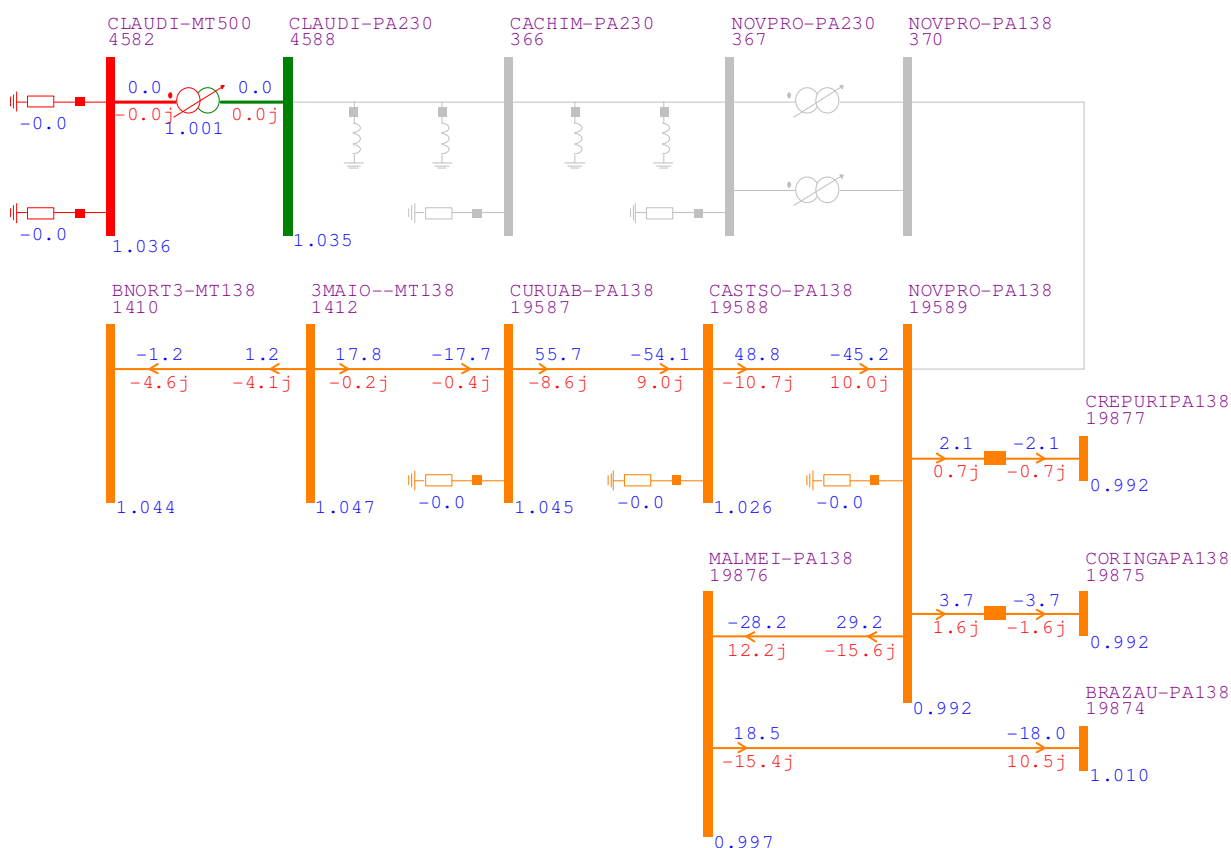 CLAUDI-MT500
4582
CLAUDI-PA230
4588
CACHIM-PA230
366
NOVPRO-PA230
367
NOVPRO-PA138
370
0.0
-0.0j
1.001
0.0
0.0j
-0.0
-0.0
1.036
1.035
BNORT3-MT138
1410
3MAIO--MT138
1412
CURUAB-PA138
19587
CASTSO-PA138
19588
NOVPRO-PA138
19589
-1.2
-4.6j
1.2
-4.1j
17.8
-0.2j
-17.7
-0.4j
55.7
-8.6j
-54.1
9.0j
48.8
-10.7j
-45.2
10.0j
-0.0
-0.0
-0.0
1.044
1.047
1.045
1.026
CREPURIPA138
19877
2.1
0.7j
-2.1
-0.7j
0.992
MALMEI-PA138
19876
CORINGAPA138
19875
3.7
1.6j
-3.7
-1.6j
0.992
-28.2
12.2j
29.2
-15.6j
0.992
BRAZAU-PA138
19874
18.5
-15.4j
-18.0
10.5j
1.010
0.997